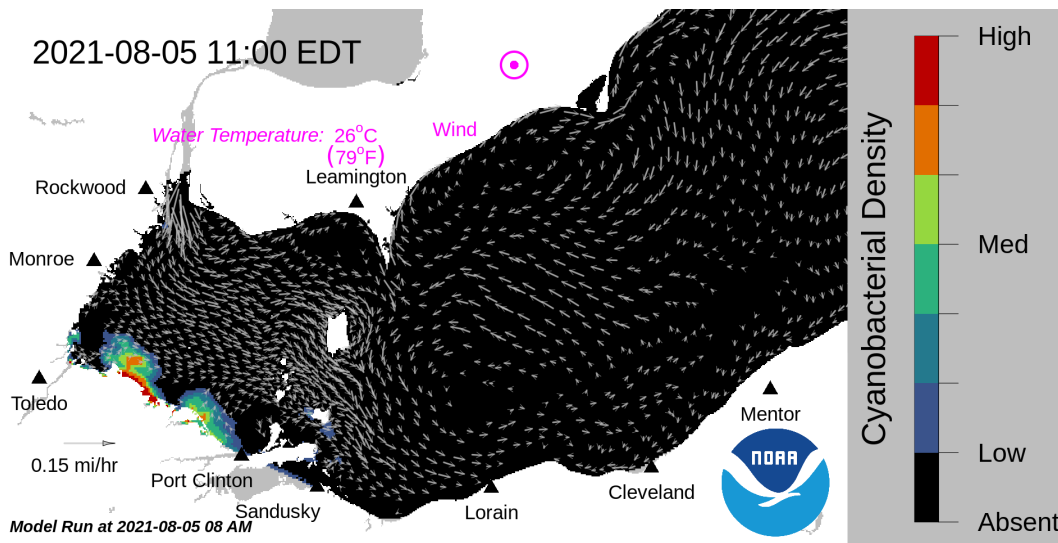 2021-08-05 11:00 EDT
High
Water Temperature: 26°C
(79°F)
Wind
Leamington
Rockwood
Monroe
Med
Cyanobacterial Density
Toledo
Mentor
NOAA
0.15 mi/hr
Port Clinton
Low
Sandusky
Lorain
Cleveland
Model Run at 2021-08-05 08 AM
Absent